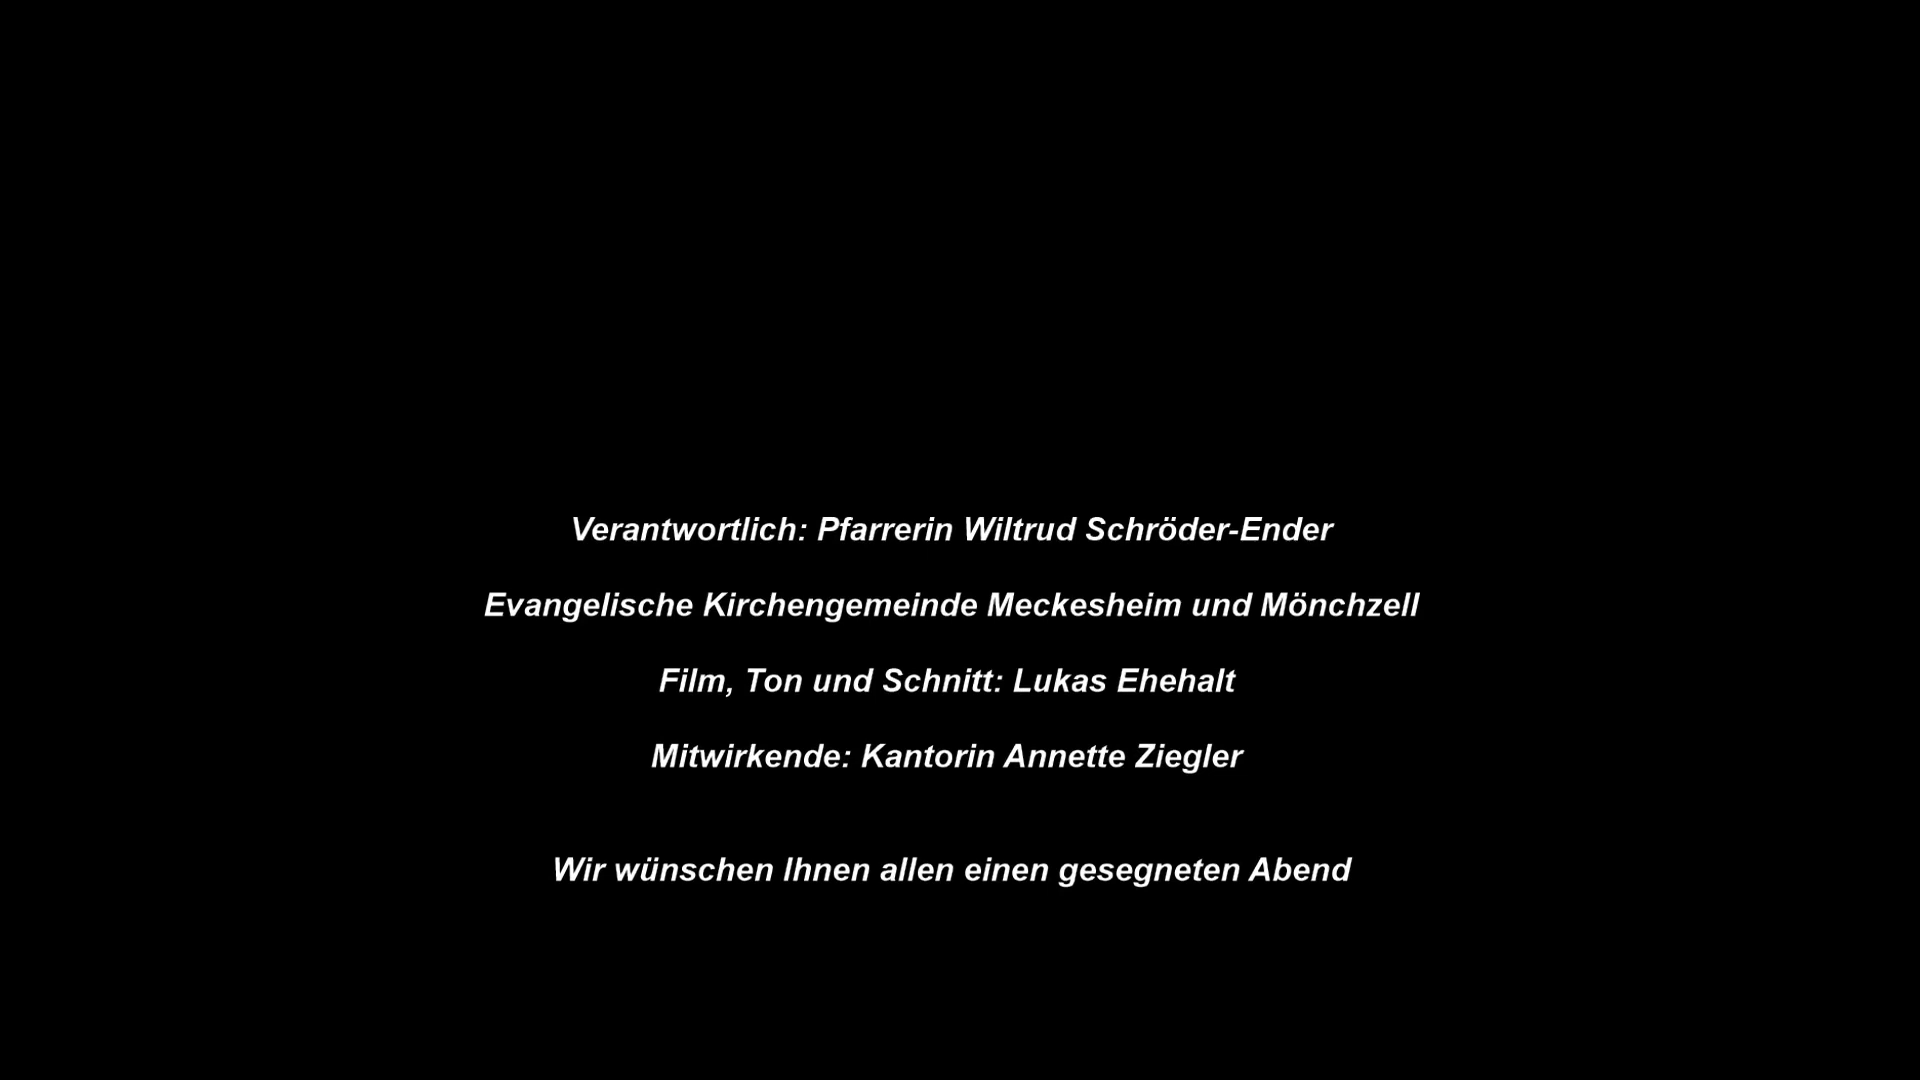 Verantwortlich: Pfarrerin Wiltrud Schröder-Ender
Evangelische Kirchengemeinde Meckesheim und Mönchzell
Film, Ton und Schnitt: Lukas Ehehalt
Mitwirkende: Kantorin Annette Ziegler
Wir wünschen Ihnen allen einen gesegneten Abend